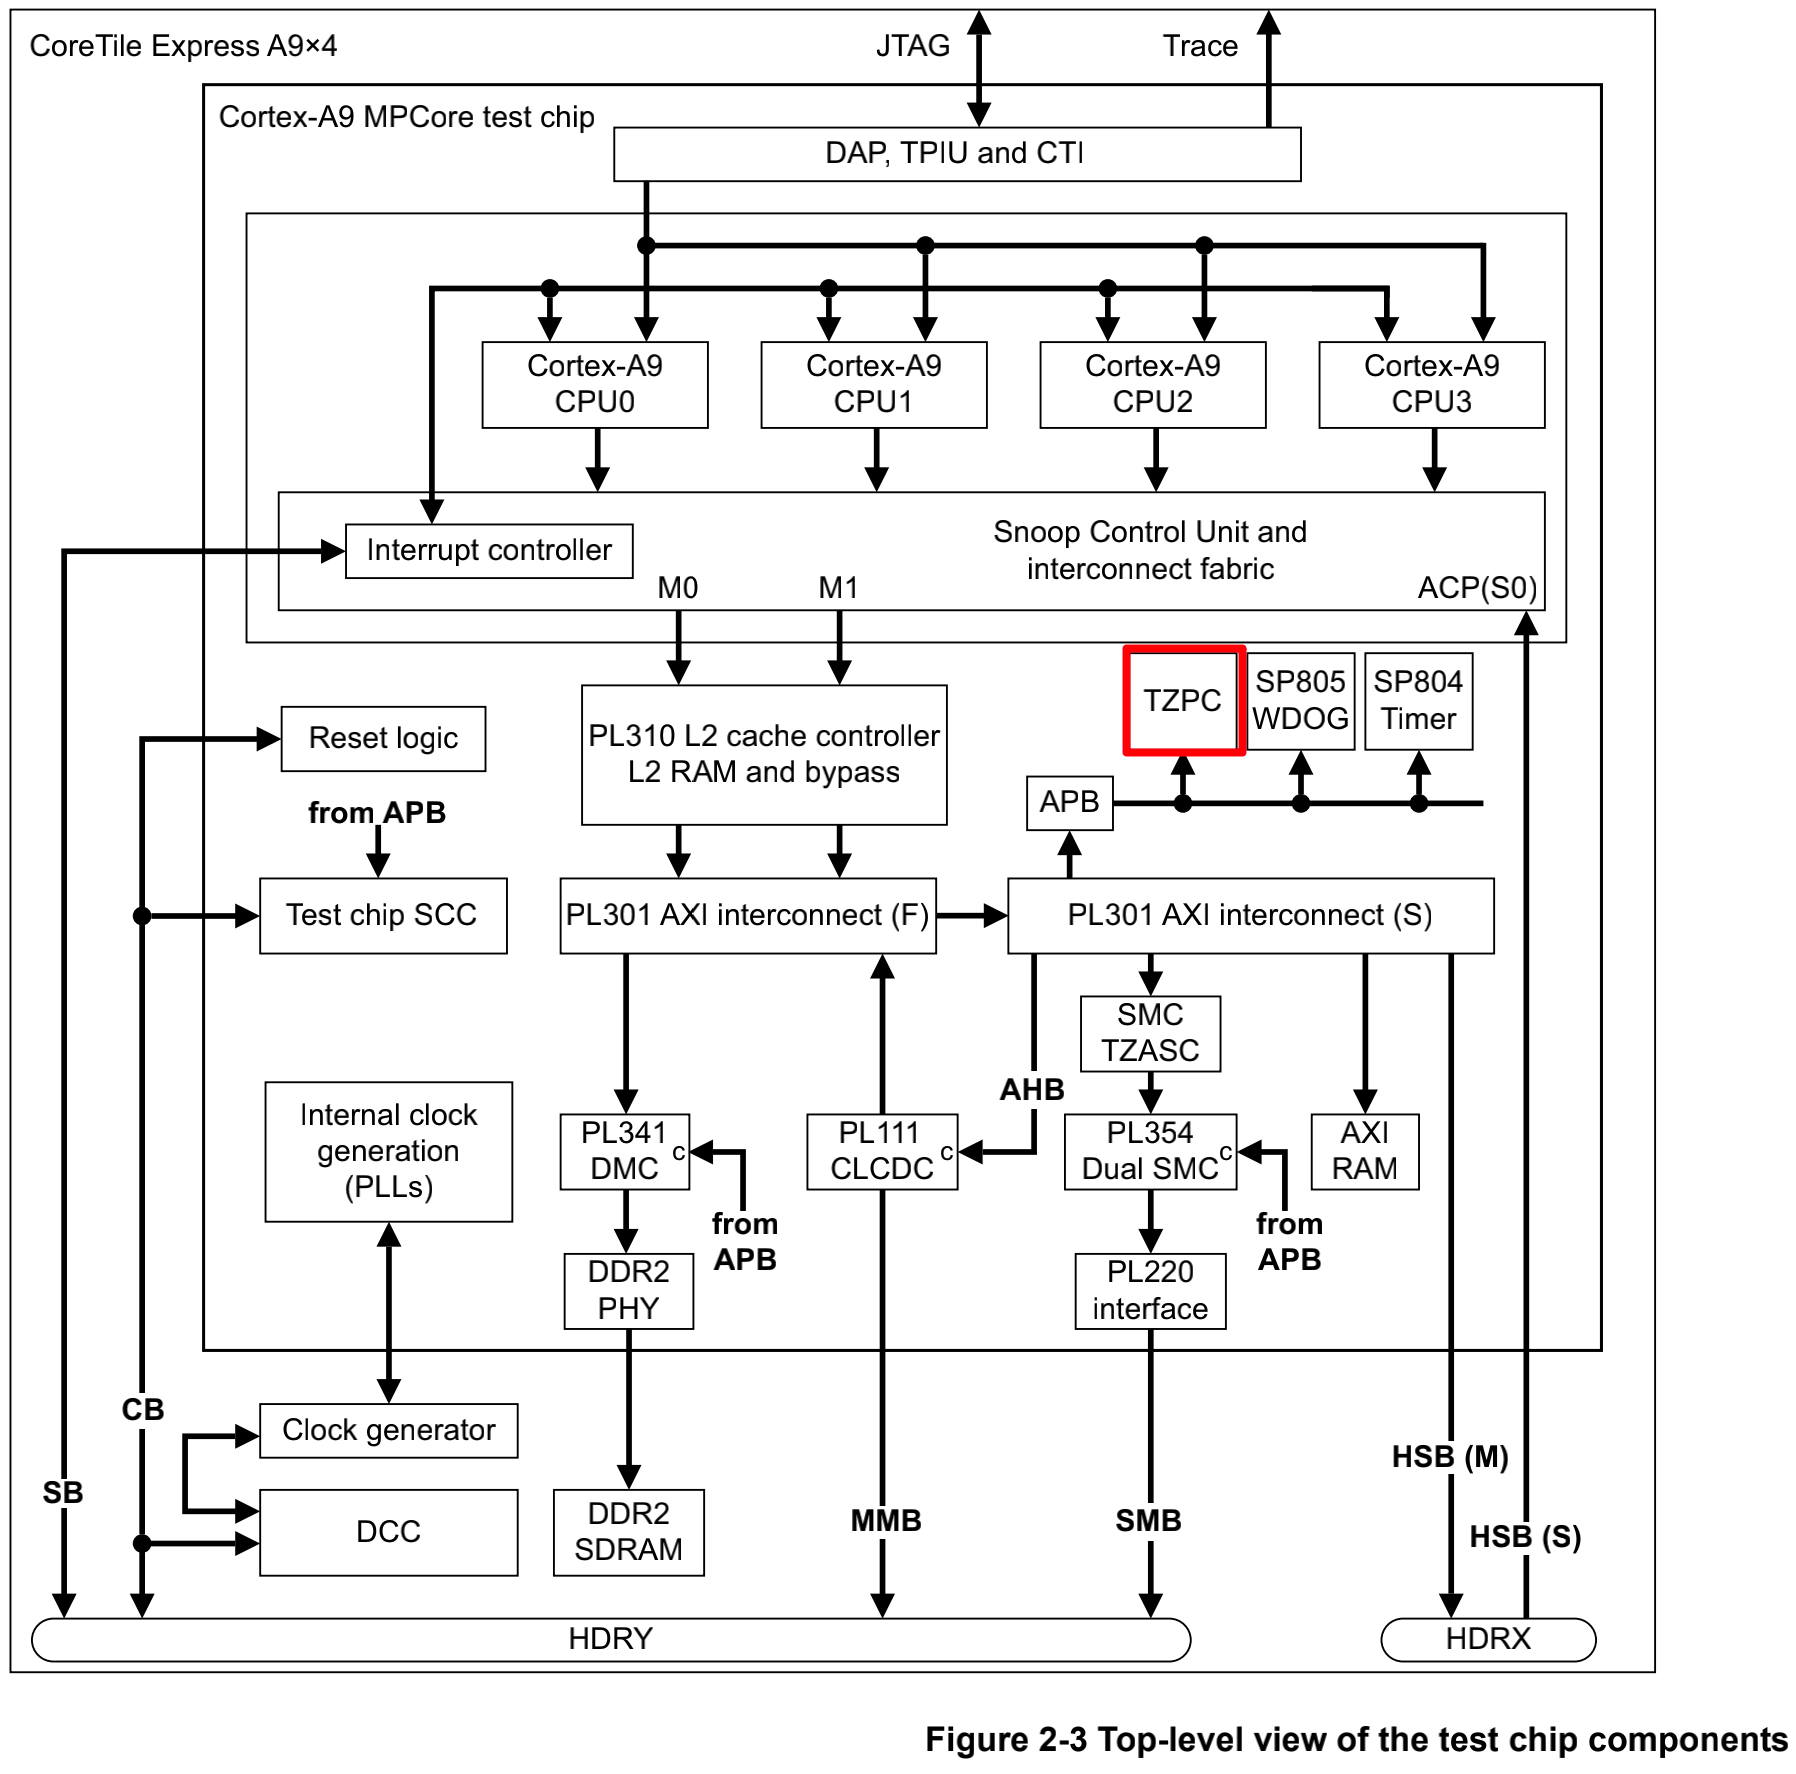 CoreTile Express A9×4
JTAG
Trace
Cortex-A9 MPCore test chip
DAP, TPIU and CTI
Cortex-A9
CPU0
Cortex-A9
CPU1
Cortex-A9
CPU2
Cortex-A9
CPU3
Interrupt controller
Snoop Control Unit and
interconnect fabric
M0
M1
ACP(S0)
TZPC
SP805
WDOG
SP804
Timer
Reset logic
PL310 L2 cache controller
L2 RAM and bypass
from APB
APB
Test chip SCC
PL301 AXI interconnect (F)
PL301 AXI interconnect (S)
SMC
TZASC
AHB
Internal clock
generation
(PLLs)
PL341
DMC
c
from
APB
PL111
CLCDC
c
PL354
Dual SMC
c
from
APB
AXI
RAM
DDR2
PHY
PL220
interface
CB
Clock generator
HSB (M)
SB
DCC
DDR2
SDRAM
MMB
SMB
HSB (S)
HDRY
HDRX
Figure 2-3 Top-level view of the test chip components